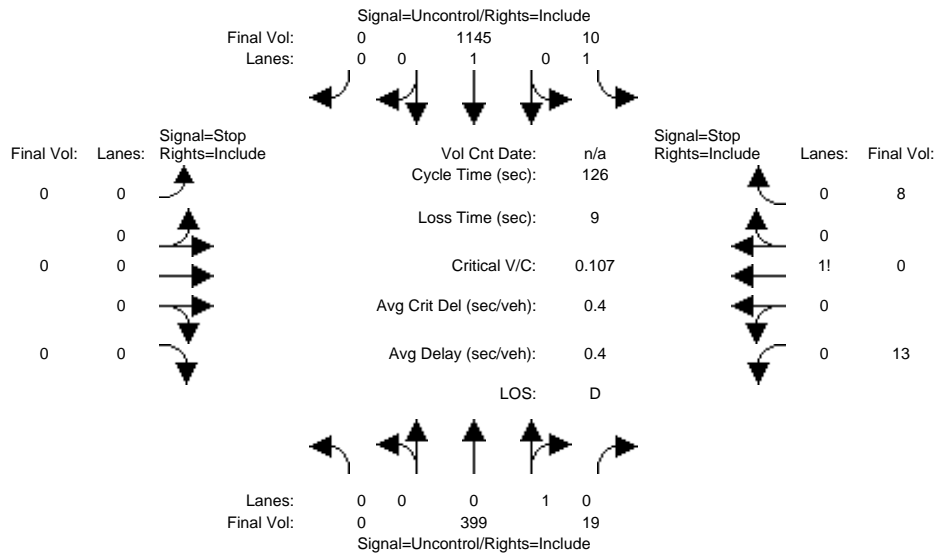 Signal=Uncontrol/Rights=Include
Final Vol: 0 1145 10
Lanes: 0 0 1 0 1
Signal=Stop Signal=Stop
Final Vol: Lanes: Rights=Include Vol Cnt Date: n/a Rights=Include Lanes: Final Vol:
Cycle Time (sec): 126
0 0 0 8
Loss Time (sec): 9
0 0
0 0 Critical V/C: 0.107 1! 0
0 Avg Crit Del (sec/veh): 0.4 0
0 0 Avg Delay (sec/veh): 0.4 0 13
LOS: D
Lanes: 0 0 0 1 0
Final Vol: 0 399 19
Signal=Uncontrol/Rights=Include